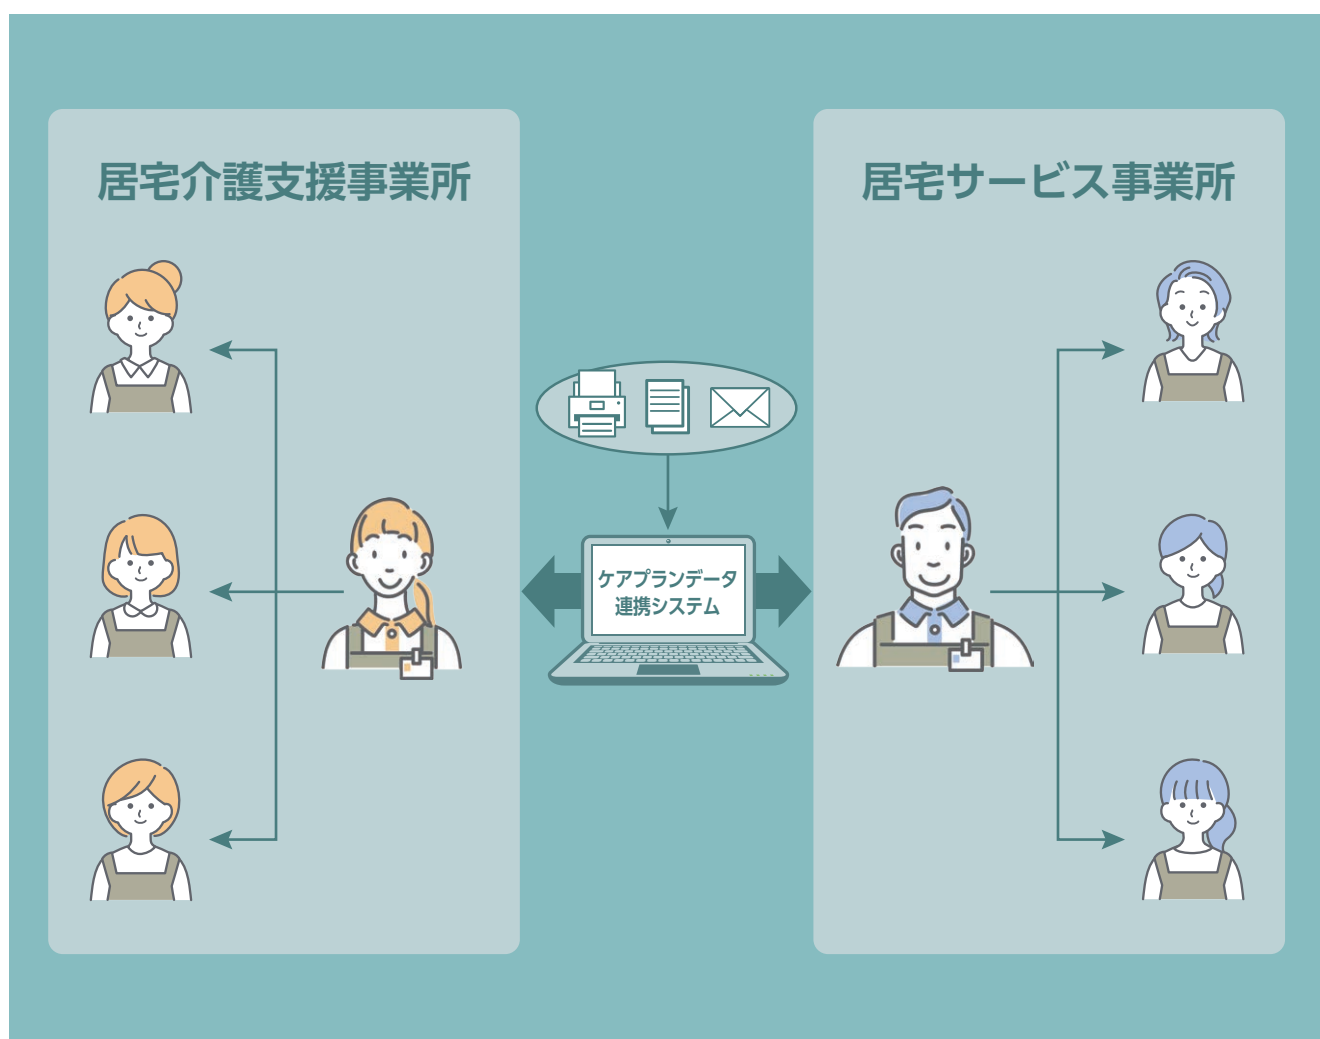 居宅介護支援事業所
居宅サービス事業所
ケアプランデータ
連携システム